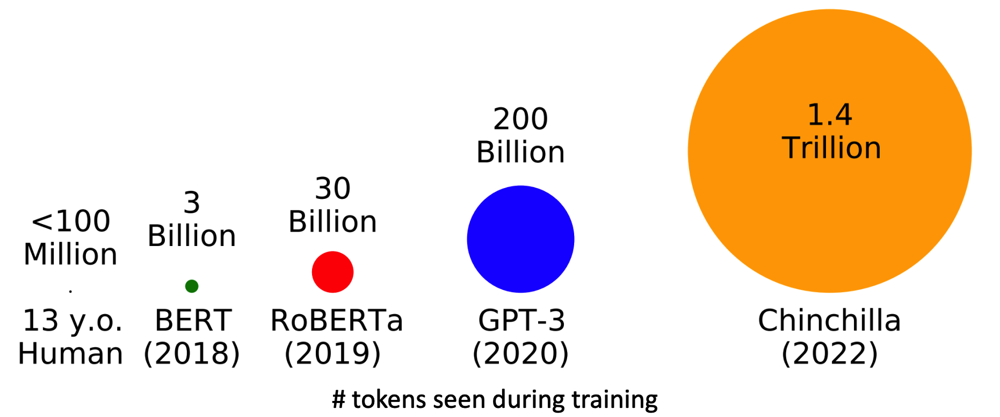 <100
Million
13 y.o.
Human
3
Billion
BERT
(2018)
30
Billion
RoBERTa
(2019)
200
Billion
GPT-3
(2020)
1.4
Trillion
Chinchilla
(2022)
# tokens seen during training